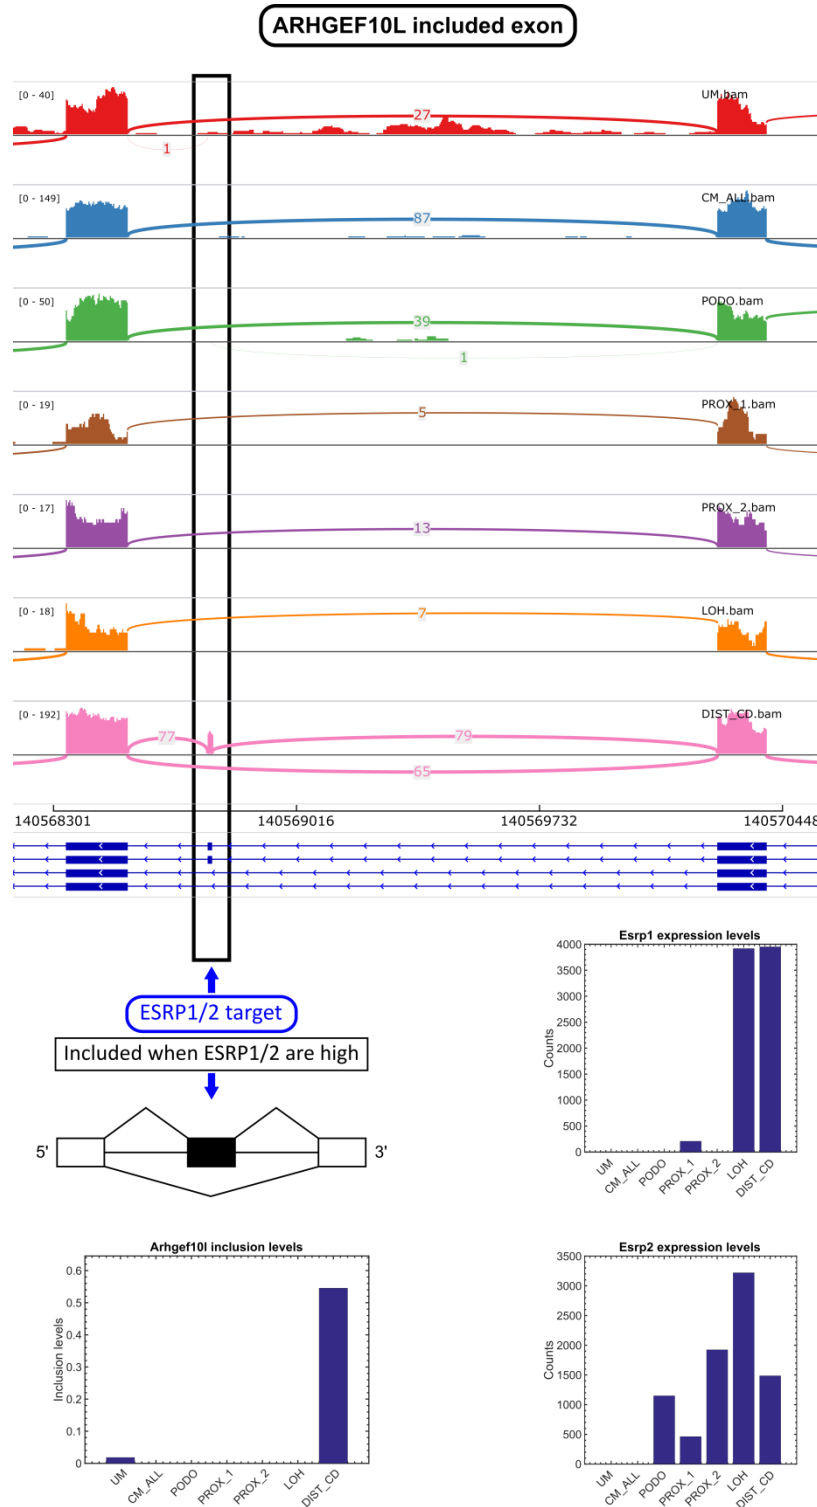 ARHGEF10L included exon
[0 - 40]
UM.bam
27
1
[0 - 149]
CM_ALL.bam
87
[0 - 50]
PODO.bam
39
1
[0 - 19]
PROX_1.bam
5
[0 - 17]
PROX_2.bam
13
[0 - 18]
LOH.bam
7
[0 - 192]
DIST_CD.bam
77
79
65
140568301 140569016 140569732 140570448
ESRP1/2 target
Included when ESRP1/2 are high
5'
3'
Esrp1 expression levels
Counts
4000
3500
3000
2500
2000
1500
1000
500
0
UM
CM_ALL
PODO
PROX_1
PROX_2
LOH
DIST_CD
Arhgef10l inclusion levels
Inclusion levels
0.6
0.5
0.4
0.3
0.2
0.1
0
UM
CM_ALL
PODO
PROX_1
PROX_2
LOH
DIST_CD
Esrp2 expression levels
Counts
3500
3000
2500
2000
1500
1000
500
0
UM
CM_ALL
PODO
PROX_1
PROX_2
LOH
DIST_CD